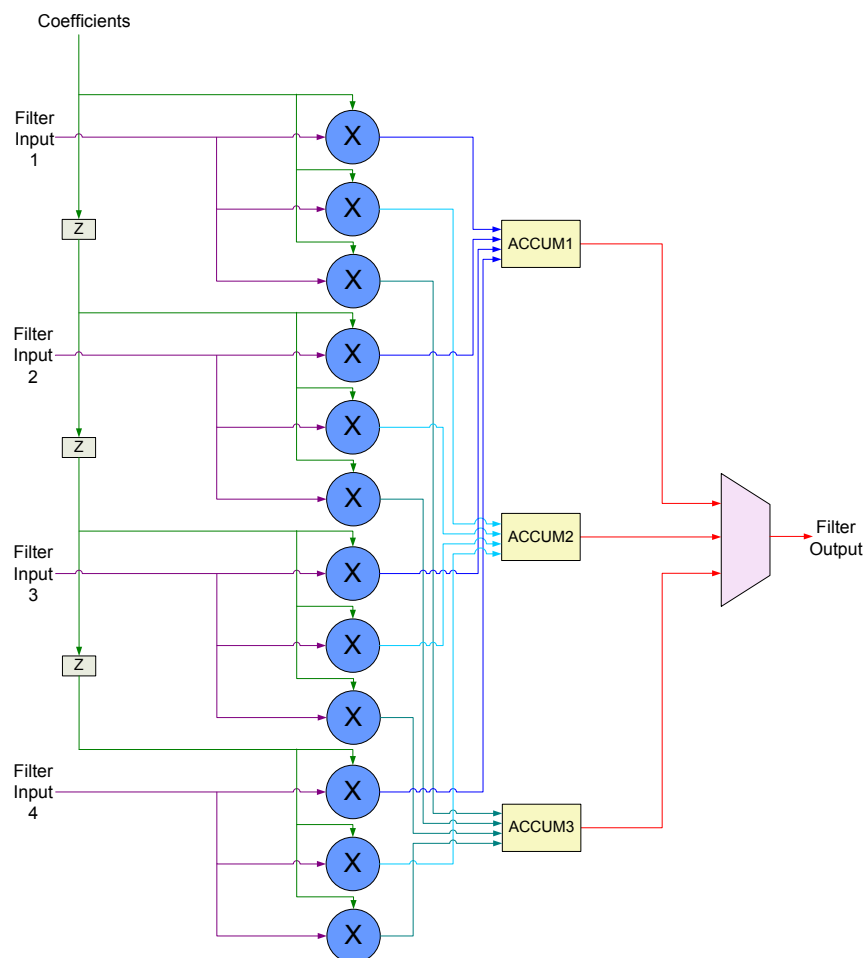 Coefficients
Filter
Input
1
X
X
Z
X
ACCUM1
Filter
Input
2
X
X
Z
X
ACCUM2
Filter
Output
Filter
Input
3
X
X
Z
X
Filter
Input
4
X
ACCUM3
X
X